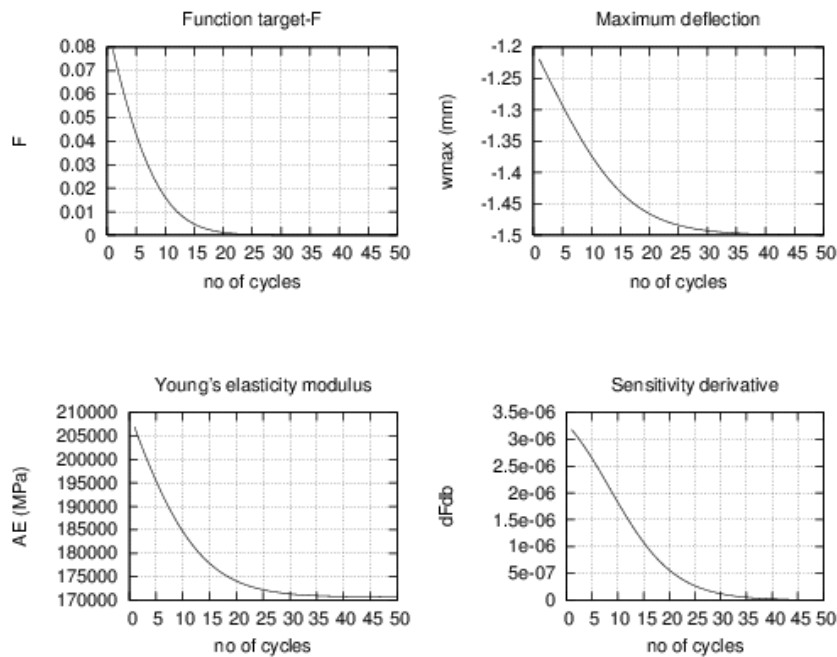 Function target-F
0.08
0.07
0.06
0.05
0.04
0.03
0.02
0.01
0
F
0 5 10 15 20 25 30 35 40 45 50
no of cycles
Maximum deflection
-1.2
-1.25
-1.3
-1.35
-1.4
-1.45
-1.5
wmax (mm)
0 5 10 15 20 25 30 35 40 45 50
no of cycles
Young's elasticity modulus
210000
205000
200000
195000
190000
185000
180000
175000
170000
AE (MPa)
0 5 10 15 20 25 30 35 40 45 50
no of cycles
Sensitivity derivative
3.5e-06
3e-06
2.5e-06
2e-06
1.5e-06
1e-06
5e-07
0
dFdb
0 5 10 15 20 25 30 35 40 45 50
no of cycles